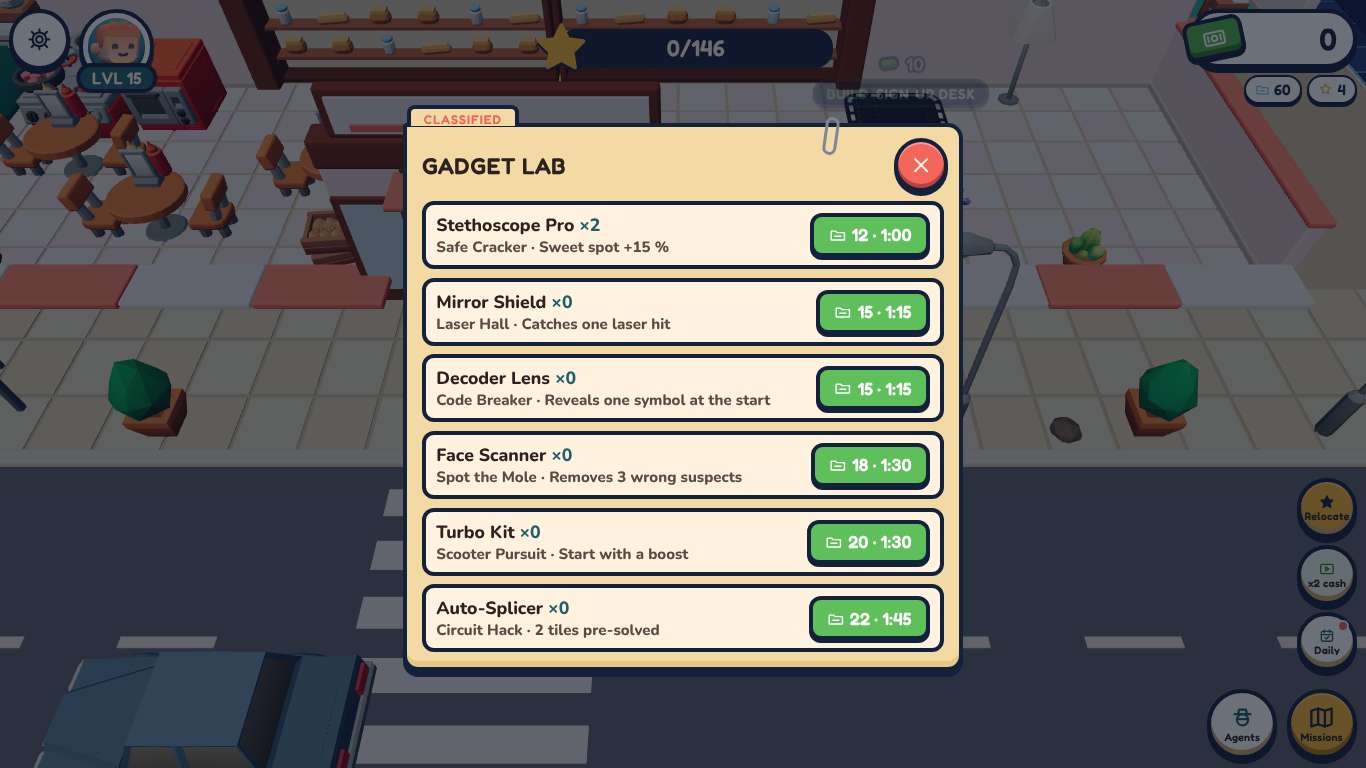 LVL 15
0/146
0
10
BUILD SIGN-UP DESK
60
4
CLASSIFIED
GADGET LAB
Stethoscope Pro ×2
Safe Cracker · Sweet spot +15 %
12 · 1:00
Mirror Shield ×0
Laser Hall · Catches one laser hit
15 · 1:15
Decoder Lens ×0
Code Breaker · Reveals one symbol at the start
15 · 1:15
Face Scanner ×0
Spot the Mole · Removes 3 wrong suspects
18 · 1:30
Turbo Kit ×0
Scooter Pursuit · Start with a boost
20 · 1:30
Auto-Splicer ×0
Circuit Hack · 2 tiles pre-solved
22 · 1:45
Relocate
x2 cash
Daily
Agents
Missions